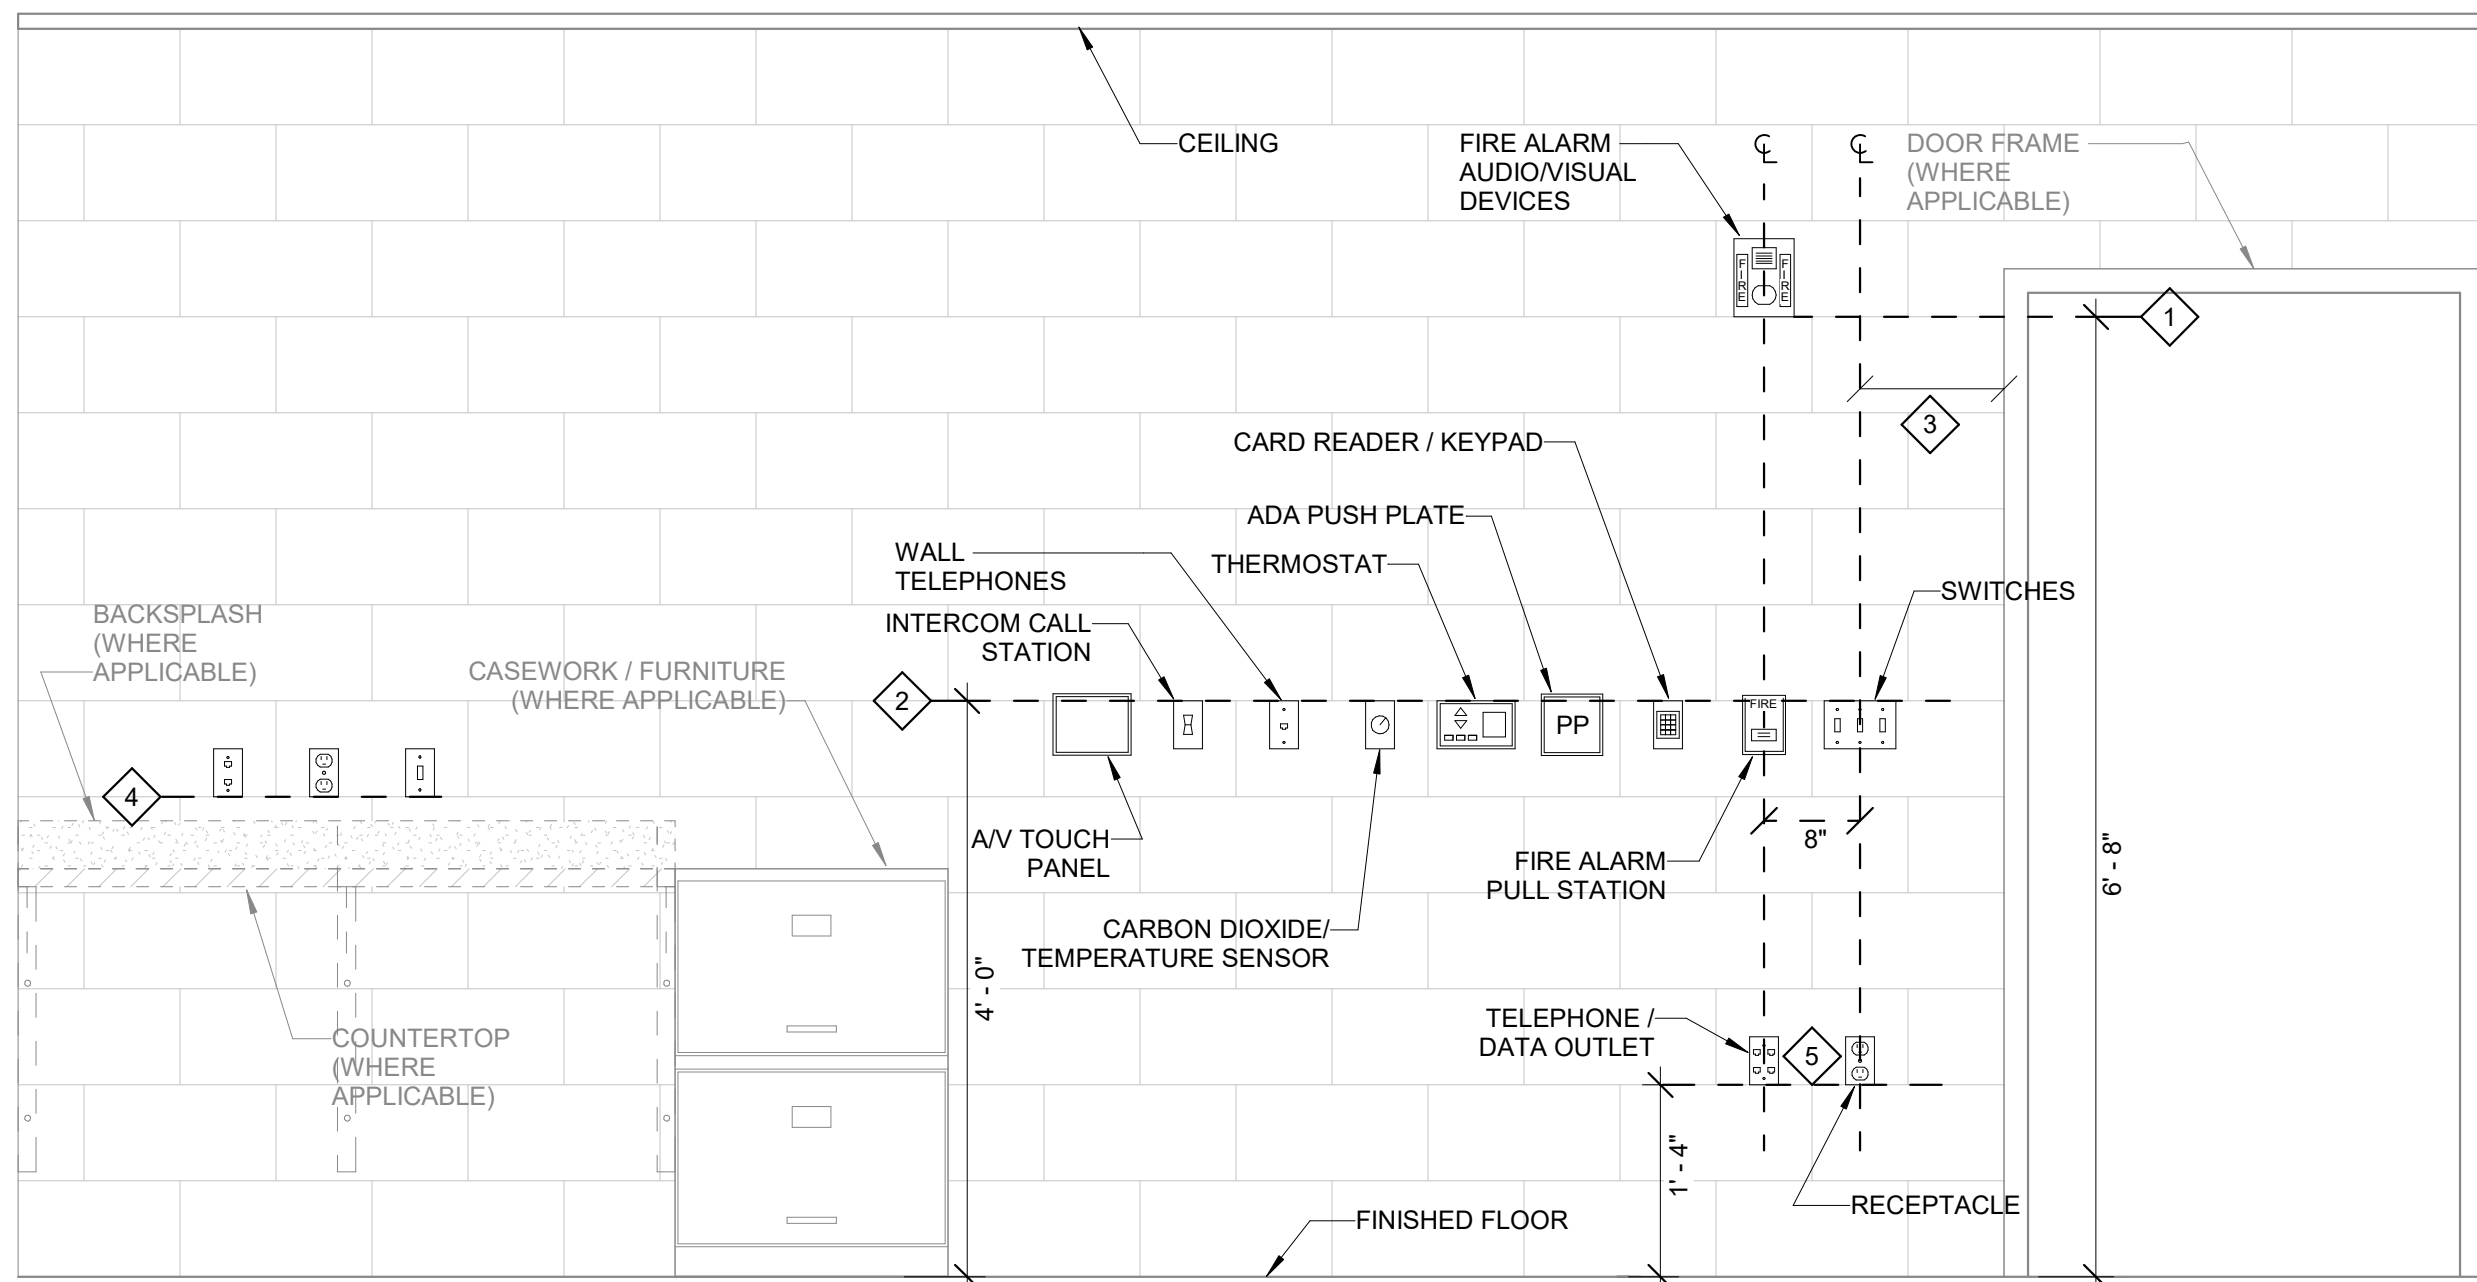 CEILING
FIRE ALARM
AUDIO/VISUAL
DEVICES
℄
℄
DOOR FRAME
(WHERE
APPLICABLE)
FIRE
FIRE
1
3
CARD READER / KEYPAD
ADA PUSH PLATE
WALL
TELEPHONES
THERMOSTAT
SWITCHES
BACKSPLASH
(WHERE
APPLICABLE)
INTERCOM CALL
STATION
CASEWORK / FURNITURE
(WHERE APPLICABLE)
2
FIRE
PP
4
8"
A/V TOUCH
PANEL
FIRE ALARM
PULL STATION
6' - 8"
CARBON DIOXIDE/
TEMPERATURE SENSOR
4' - 0"
TELEPHONE /
DATA OUTLET
5
COUNTERTOP
(WHERE
APPLICABLE)
1' - 4"
RECEPTACLE
FINISHED FLOOR